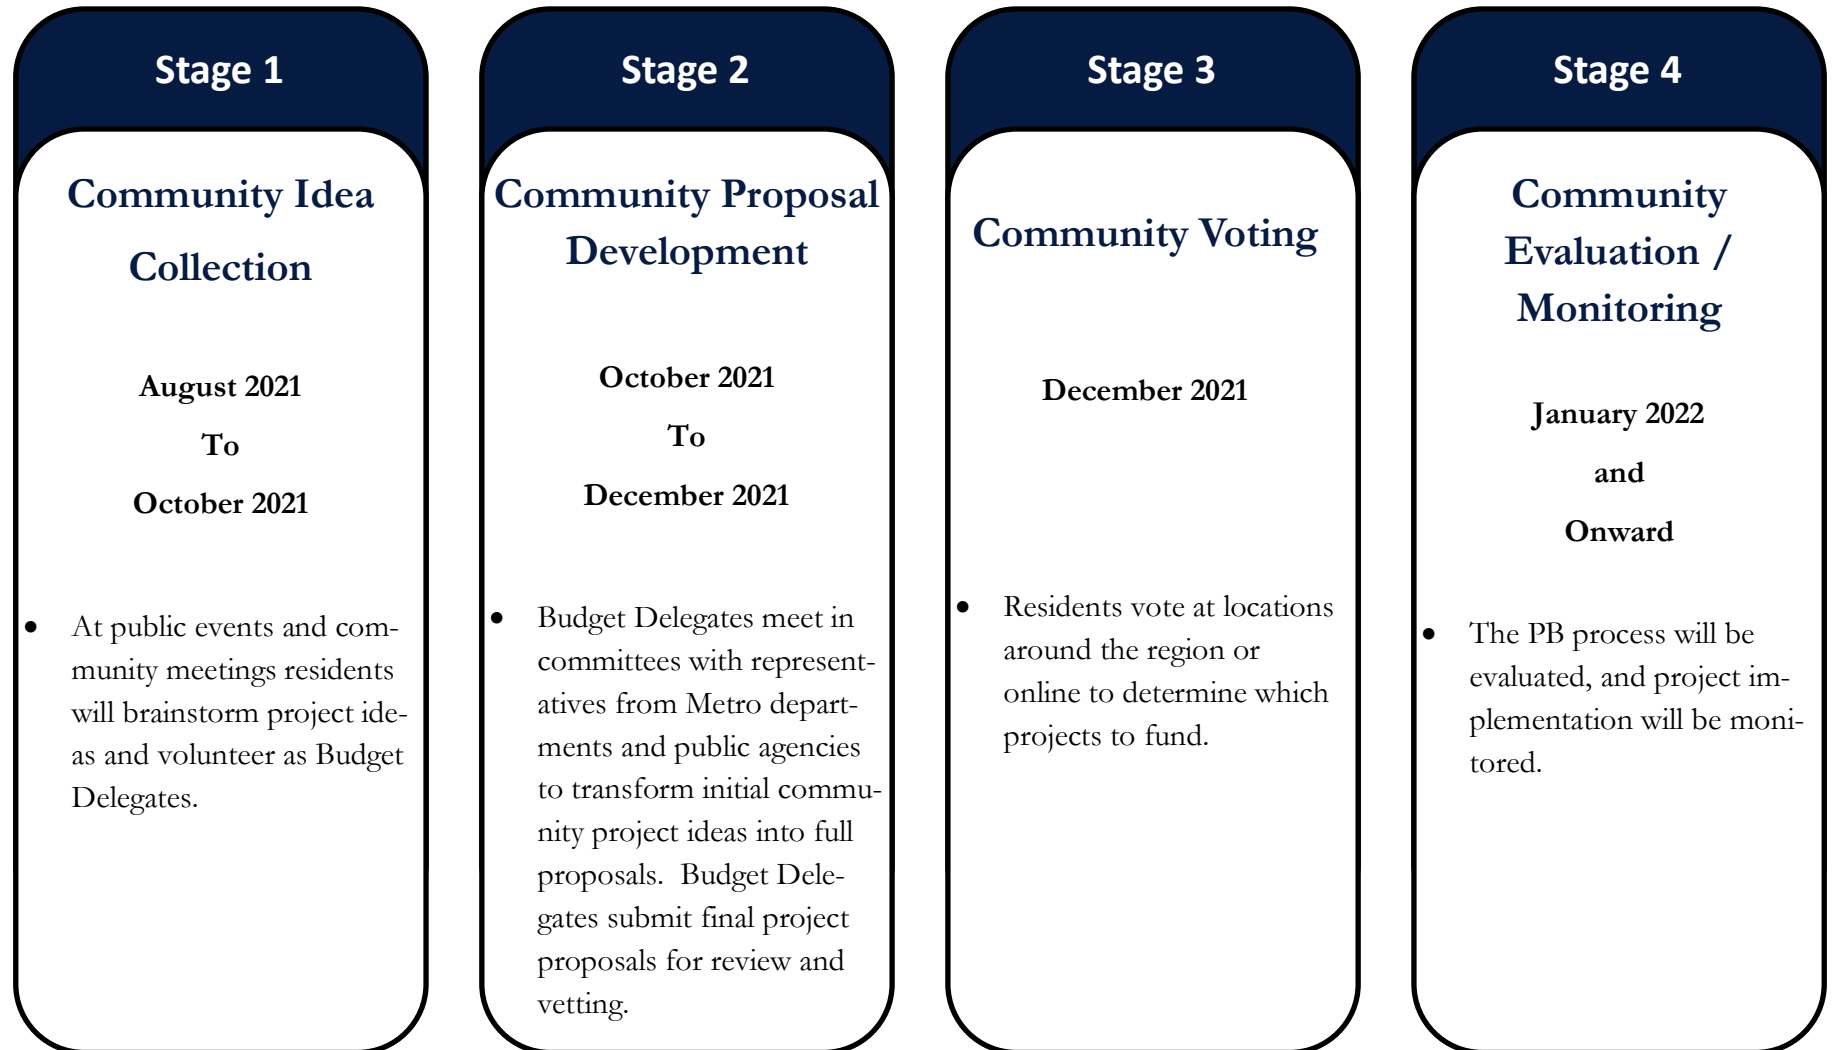 Stage 1
Community Idea
Collection
August 2021
To
October 2021
• At public events and com-
munity meetings residents
will brainstorm project ide-
as and volunteer as Budget
Delegates.
Stage 2
Community Proposal
Development
October 2021
To
December 2021
• Budget Delegates meet in
committees with represent-
atives from Metro depart-
ments and public agencies
to transform initial commu-
nity project ideas into full
proposals.  Budget Dele-
gates submit final project
proposals for review and
vetting.
Stage 3
Community Voting
December 2021
• Residents vote at locations
around the region or
online to determine which
projects to fund.
Stage 4
Community
Evaluation /
Monitoring
January 2022
and
Onward
• The PB process will be
evaluated, and project im-
plementation will be moni-
tored.